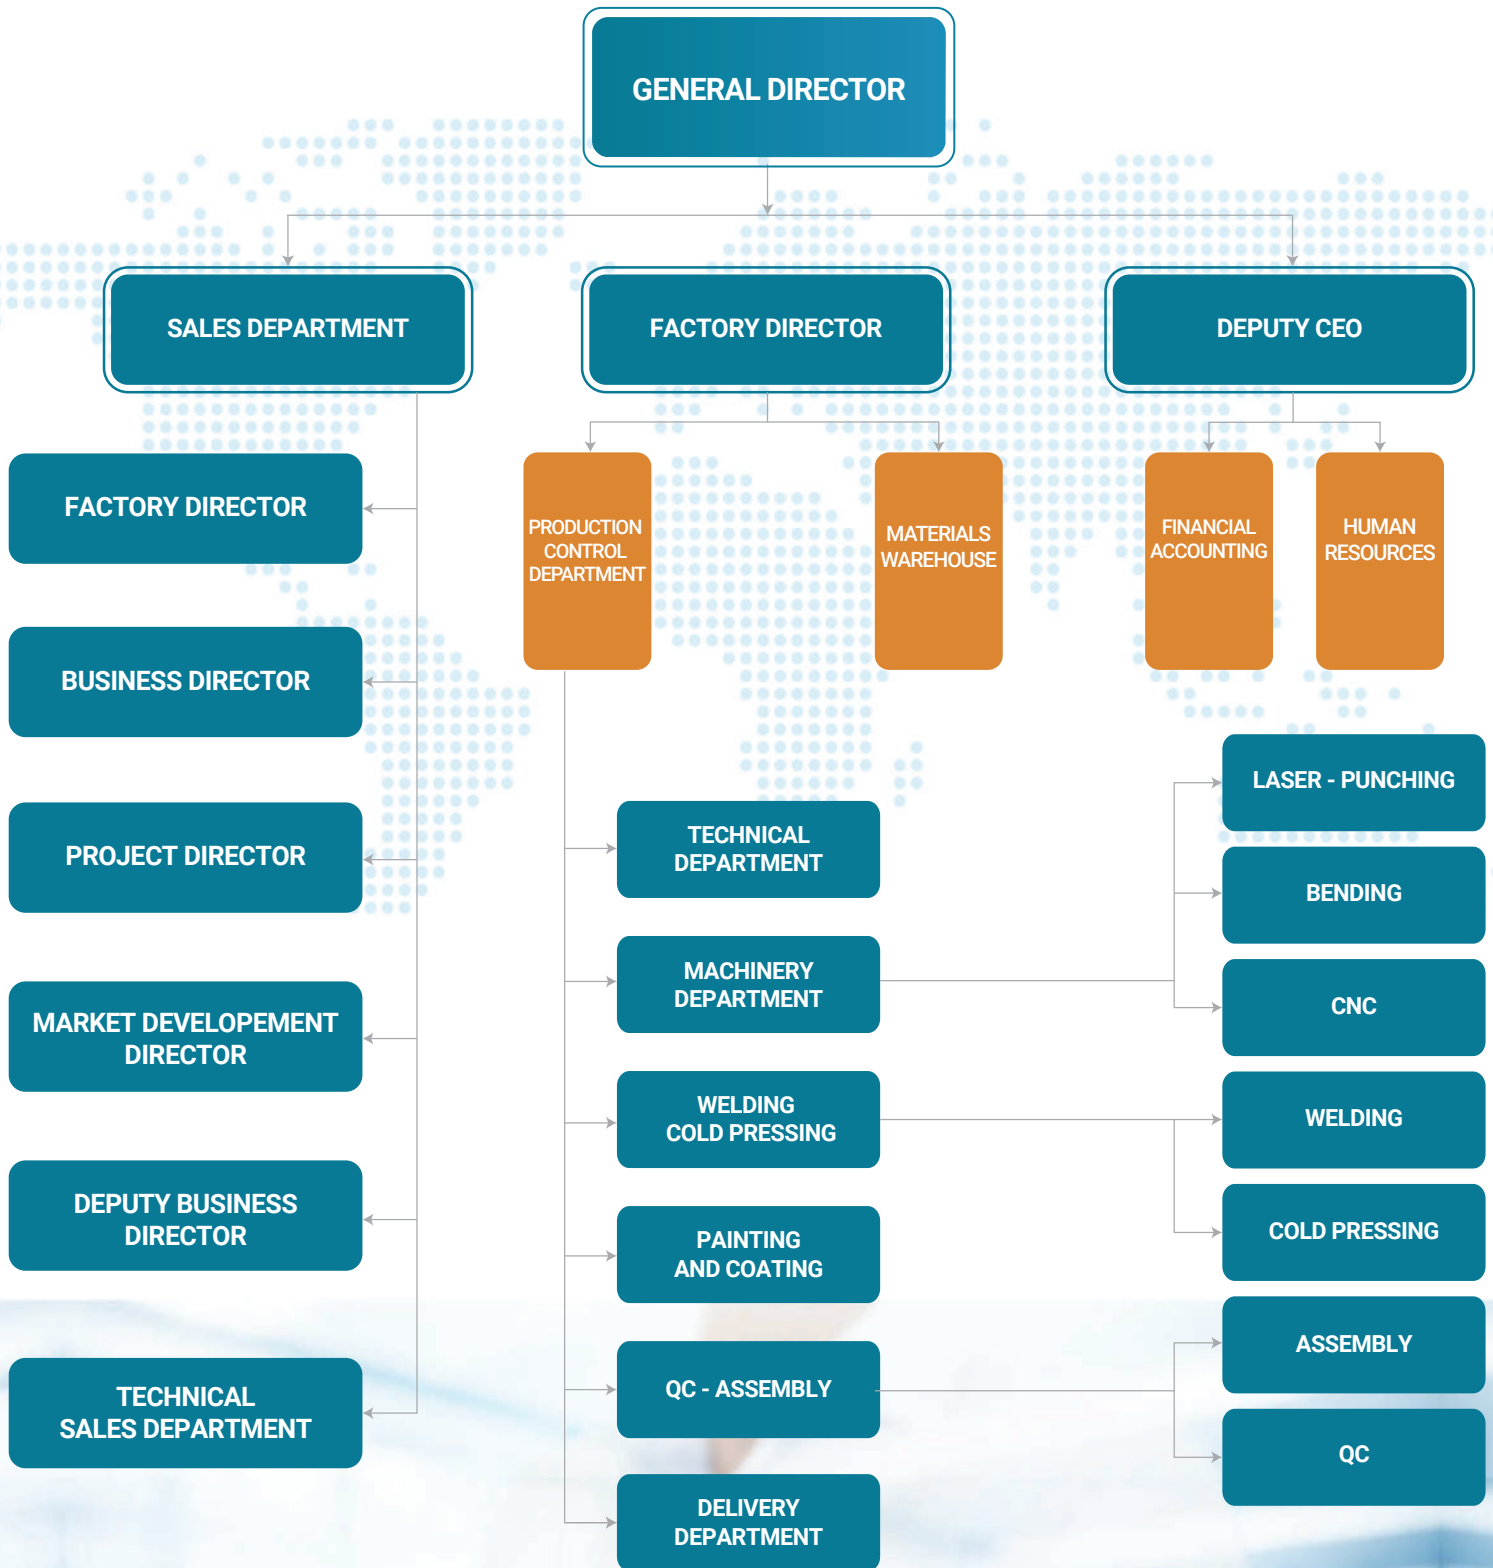 GENERAL DIRECTOR
SALES DEPARTMENT
FACTORY DIRECTOR
DEPUTY CEO
FACTORY DIRECTOR
BUSINESS DIRECTOR
PROJECT DIRECTOR
MARKET DEVELOPEMENT
DIRECTOR
DEPUTY BUSINESS
DIRECTOR
TECHNICAL
SALES DEPARTMENT
PRODUCTION
CONTROL
DEPARTMENT
MATERIALS
WAREHOUSE
FINANCIAL
ACCOUNTING
HUMAN
RESOURCES
TECHNICAL
DEPARTMENT
MACHINERY
DEPARTMENT
WELDING
COLD PRESSING
PAINTING
AND COATING
QC - ASSEMBLY
DELIVERY
DEPARTMENT
LASER - PUNCHING
BENDING
CNC
WELDING
COLD PRESSING
ASSEMBLY
QC